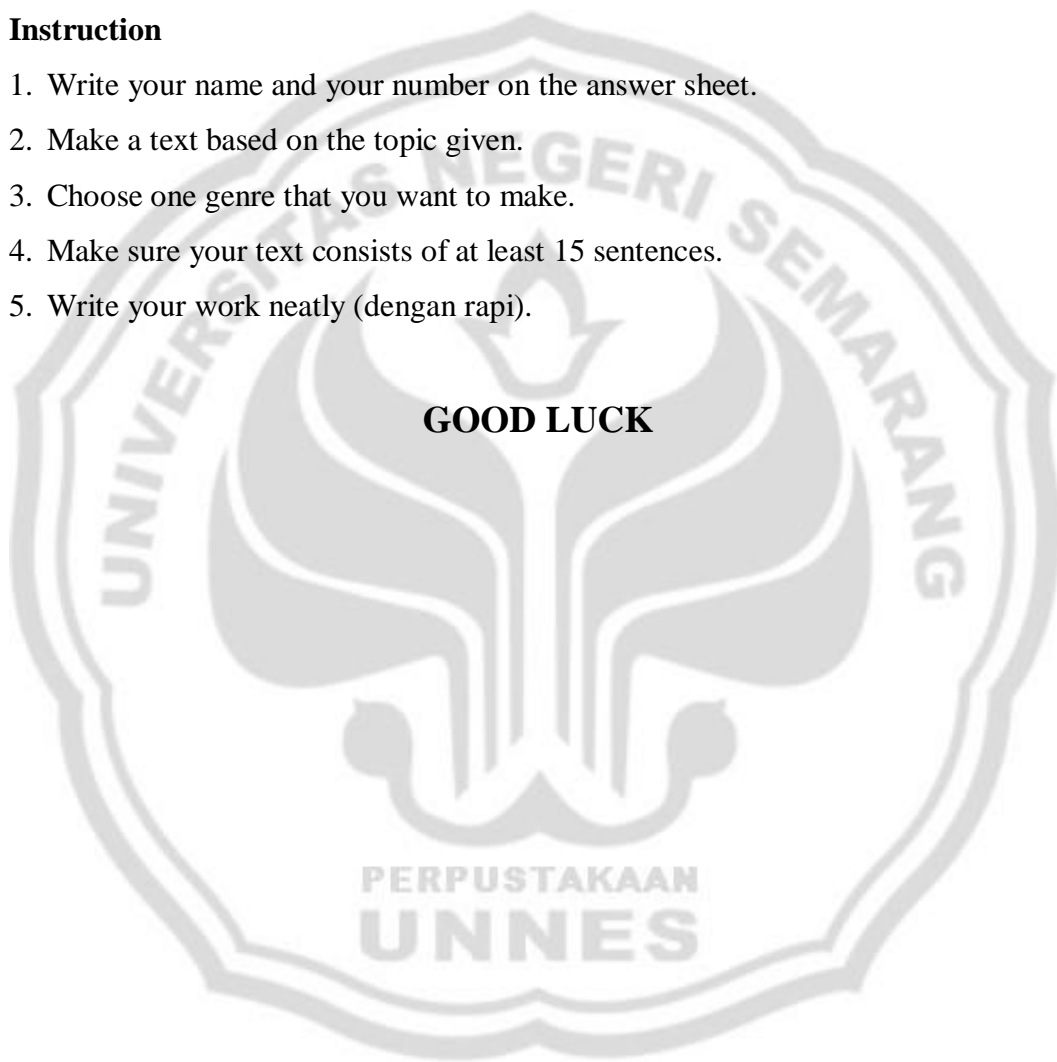 Instruction
1. Write your name and your number on the answer sheet.
2. Make a text based on the topic given.
3. Choose one genre that you want to make.
4. Make sure your text consists of at least 15 sentences.
5. Write your work neatly (dengan rapi).
GOOD LUCK
UNIVERSITAS NEGERI SEMARANG
PERPUSTAKAAN
UNNES